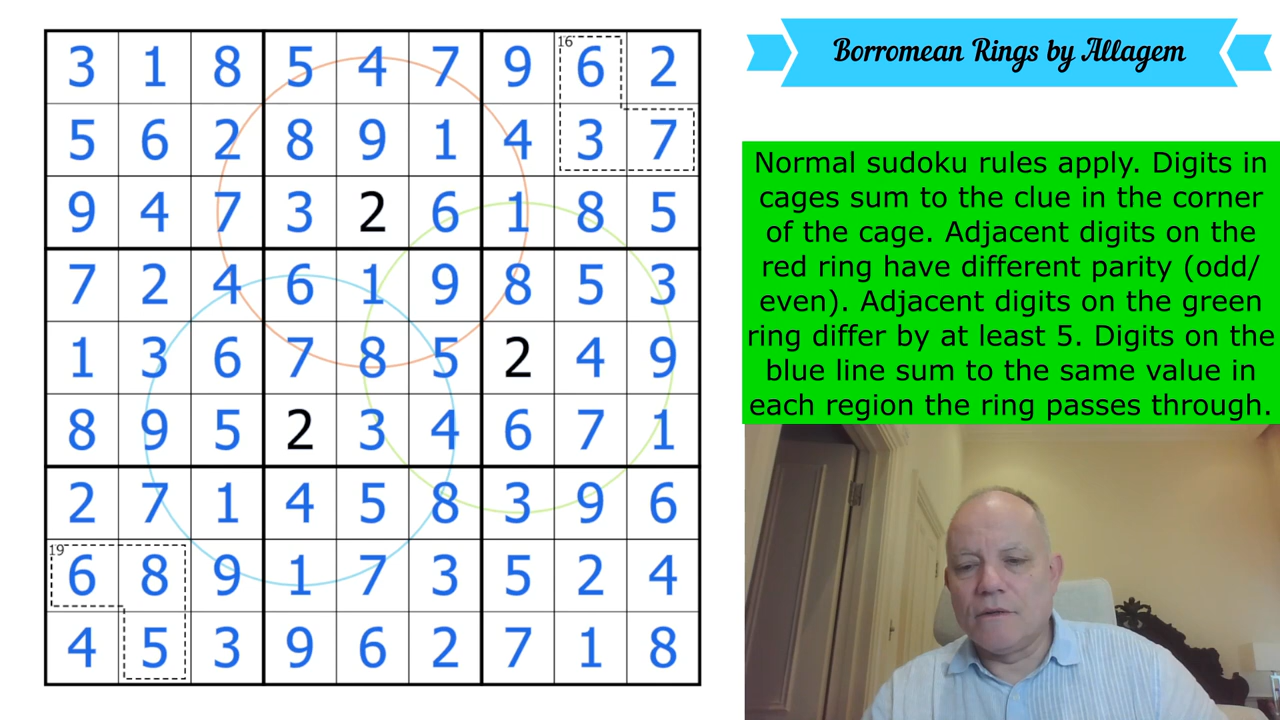 Borromean Rings by Allagem
16
3 1 8 5 4 7 9 6 2
5 6 2 8 9 1 4 3 7
9 4 7 3 2 6 1 8 5
7 2 4 6 1 9 8 5 3
1 3 6 7 8 5 2 4 9
8 9 5 2 3 4 6 7 1
2 7 1 4 5 8 3 9 6
19
6 8 9 1 7 3 5 2 4
4 5 3 9 6 2 7 1 8
Normal sudoku rules apply. Digits in
cages sum to the clue in the corner
of the cage. Adjacent digits on the
red ring have different parity (odd/
even). Adjacent digits on the green
ring differ by at least 5. Digits on the
blue line sum to the same value in
each region the ring passes through.